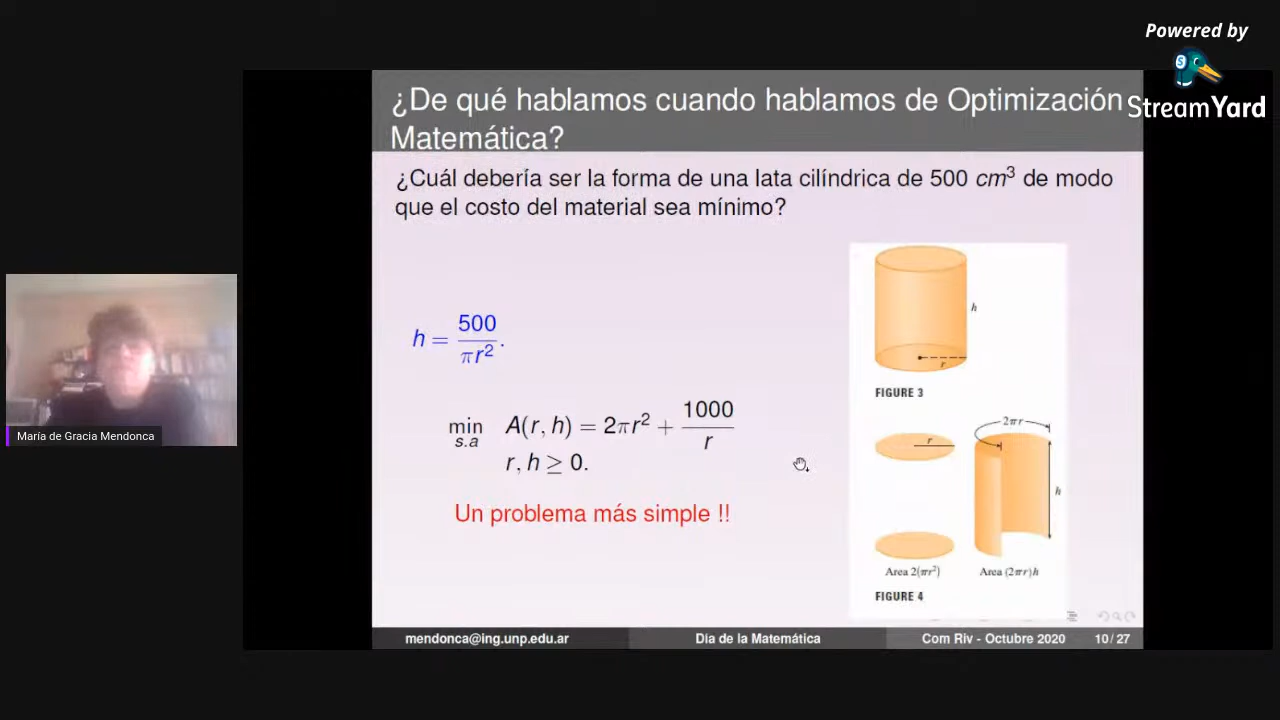 Powered by
StreamYard
¿De qué hablamos cuando hablamos de Optimización
Matemática?
¿Cuál debería ser la forma de una lata cilíndrica de 500 cm³ de modo
que el costo del material sea mínimo?
h = 500 / πr².
min A(r, h) = 2πr² + 1000 / r
s.a
r, h ≥ 0.
Un problema más simple !!
h
r
FIGURE 3
r
2πr
h
Area 2(πr²)
Area (2πr)h
FIGURE 4
María de Gracia Mendonca
mendonca@ing.unp.edu.ar
Dia de la Matemática
Com Riv - Octubre 2020
10 / 27